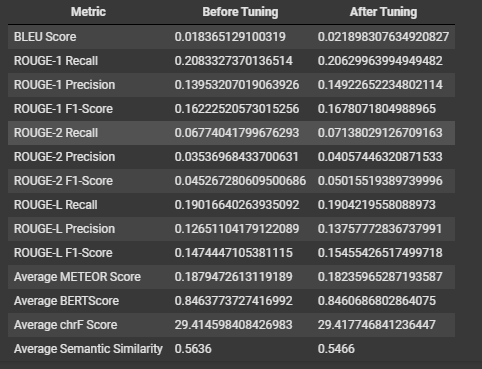 Metric Before Tuning After Tuning
BLEU Score 0.018365129100319 0.021898307634920827
ROUGE-1 Recall 0.2083327370136514 0.20629963994949482
ROUGE-1 Precision 0.13953207019063926 0.14922652234802114
ROUGE-1 F1-Score 0.16222520573015256 0.1678071804988965
ROUGE-2 Recall 0.06774041799676293 0.07138029126709163
ROUGE-2 Precision 0.03536968433700631 0.04057446320871533
ROUGE-2 F1-Score 0.045267280609500686 0.05015519389739996
ROUGE-L Recall 0.19016640263935092 0.1904219558088973
ROUGE-L Precision 0.12651104179122089 0.13757772836737991
ROUGE-L F1-Score 0.1474447105381115 0.15455426517499718
Average METEOR Score 0.1879472613119189 0.18235965287193587
Average BERTScore 0.8463773727416992 0.8460686802864075
Average chrF Score 29.414598408426983 29.417746841236447
Average Semantic Similarity 0.5636 0.5466